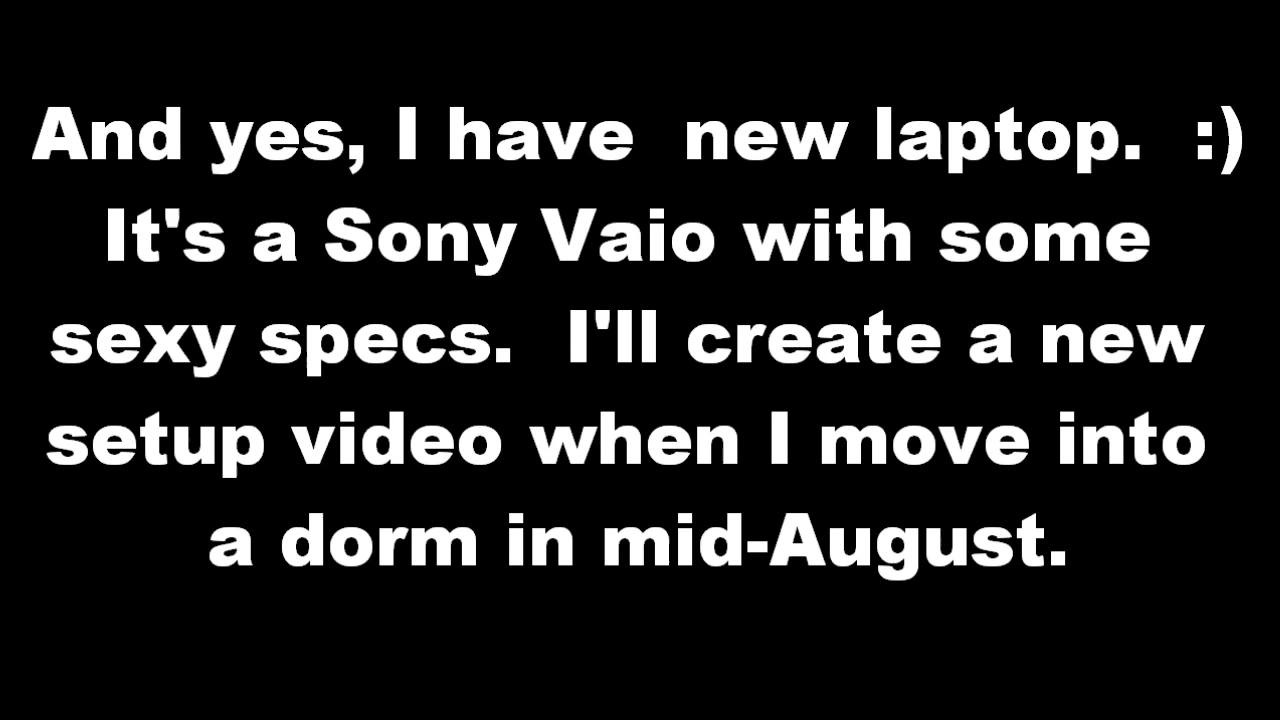 And yes, I have  new laptop.  :)
It's a Sony Vaio with some
sexy specs.  I'll create a new
setup video when I move into
a dorm in mid-August.